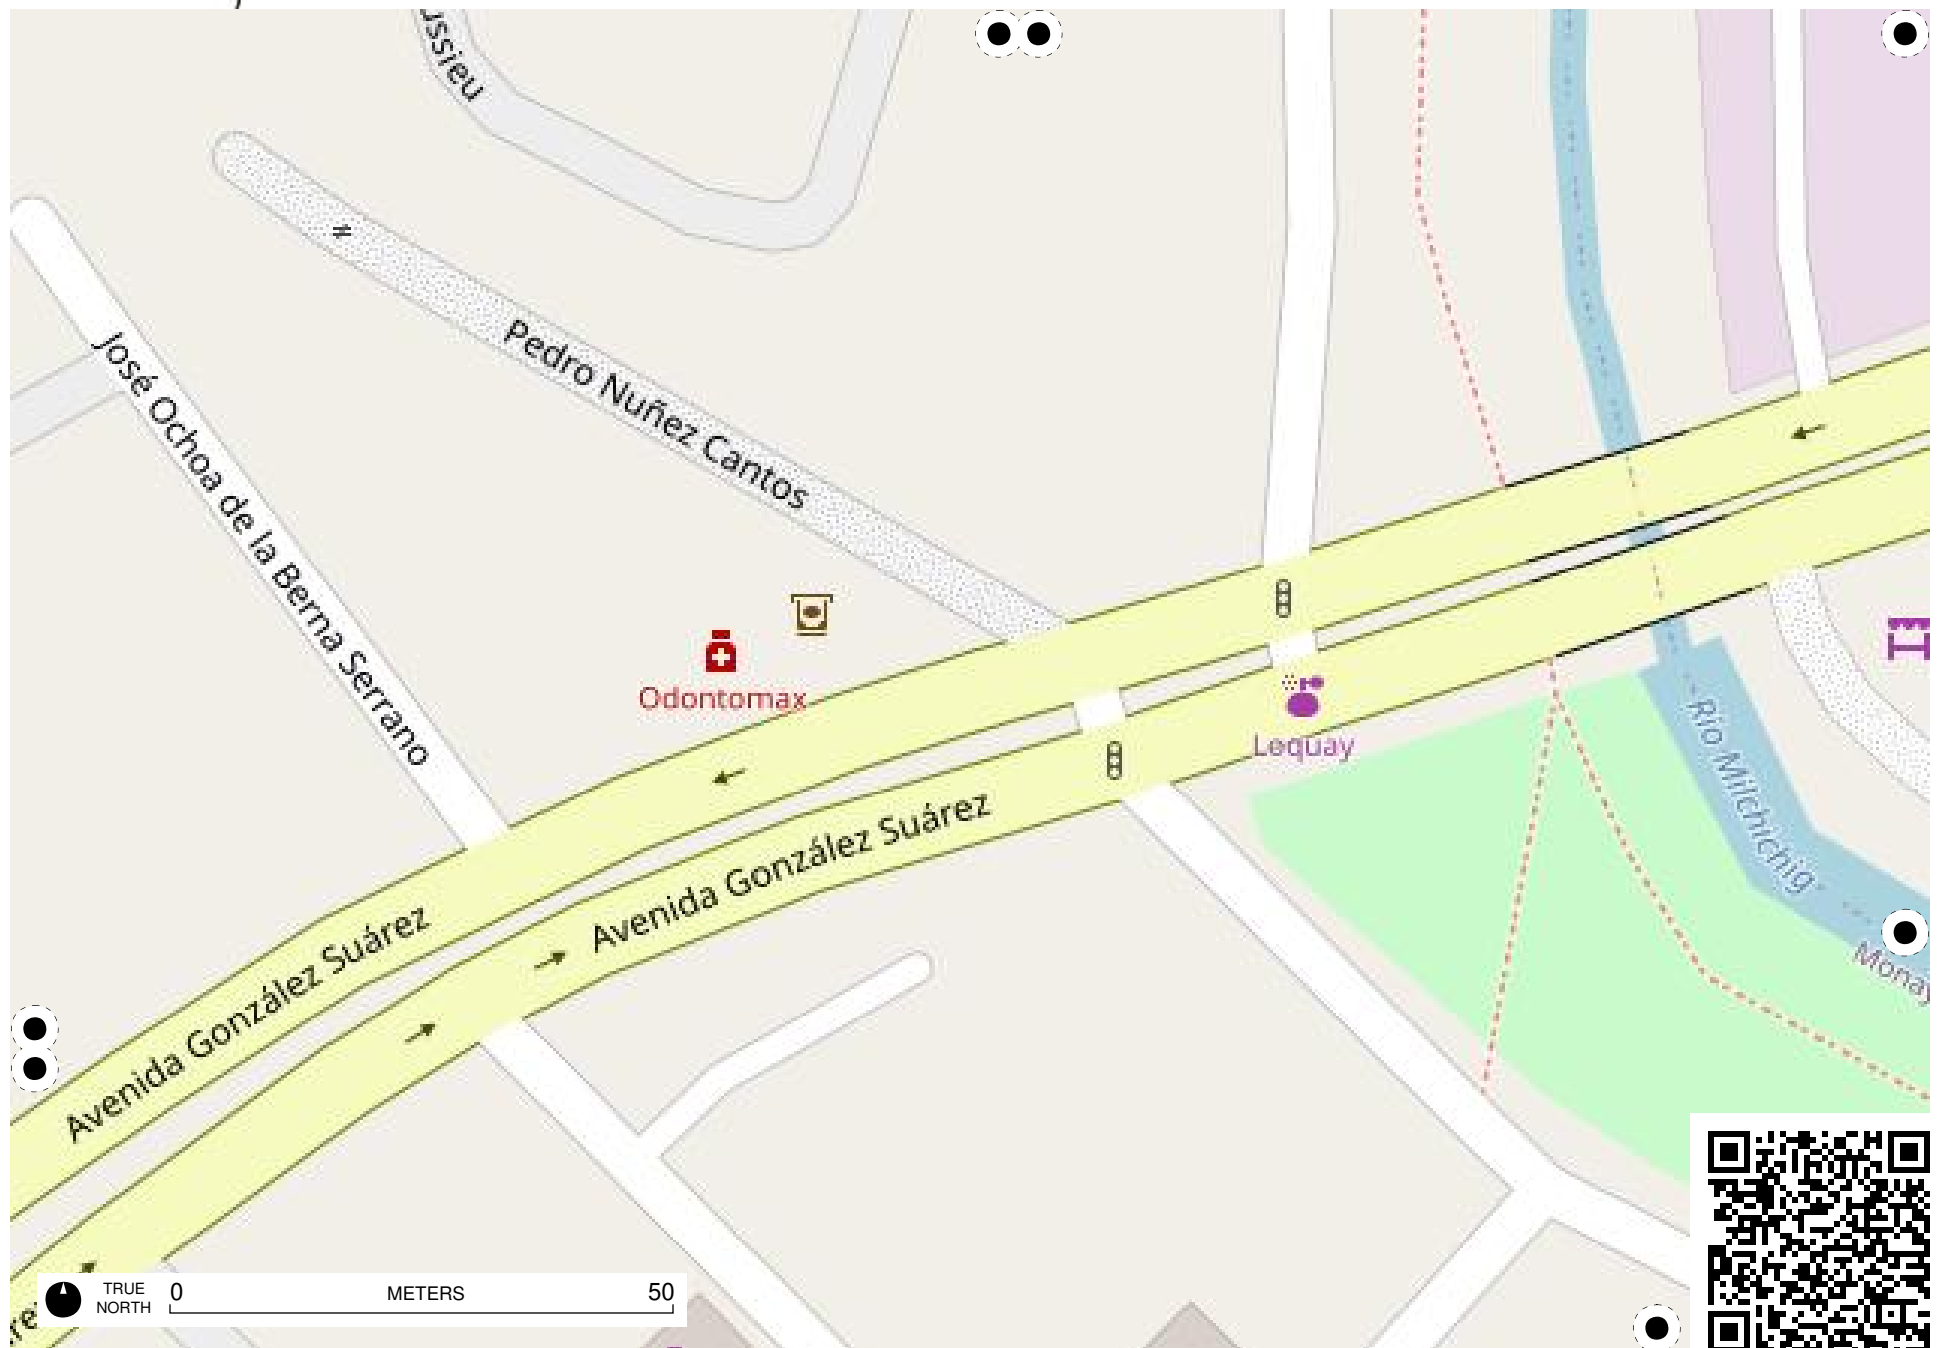 ussieu
Pedro Nuñez Cantos
José Ochoa de la Berna Serrano
Odontomax
Lequay
Río Milchichig
Avenida González Suárez
Avenida González Suárez
Monay
TRUE
NORTH
0 METERS 50